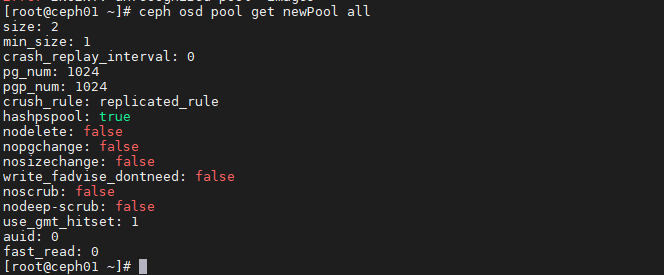 [root@ceph01 ~]# ceph osd pool get newPool all
size: 2
min_size: 1
crash_replay_interval: 0
pg_num: 1024
pgp_num: 1024
crush_rule: replicated_rule
hashpspool: true
nodelete: false
nopgchange: false
nosizechange: false
write_fadvise_dontneed: false
noscrub: false
nodeep-scrub: false
use_gmt_hitset: 1
auid: 0
fast_read: 0
[root@ceph01 ~]#